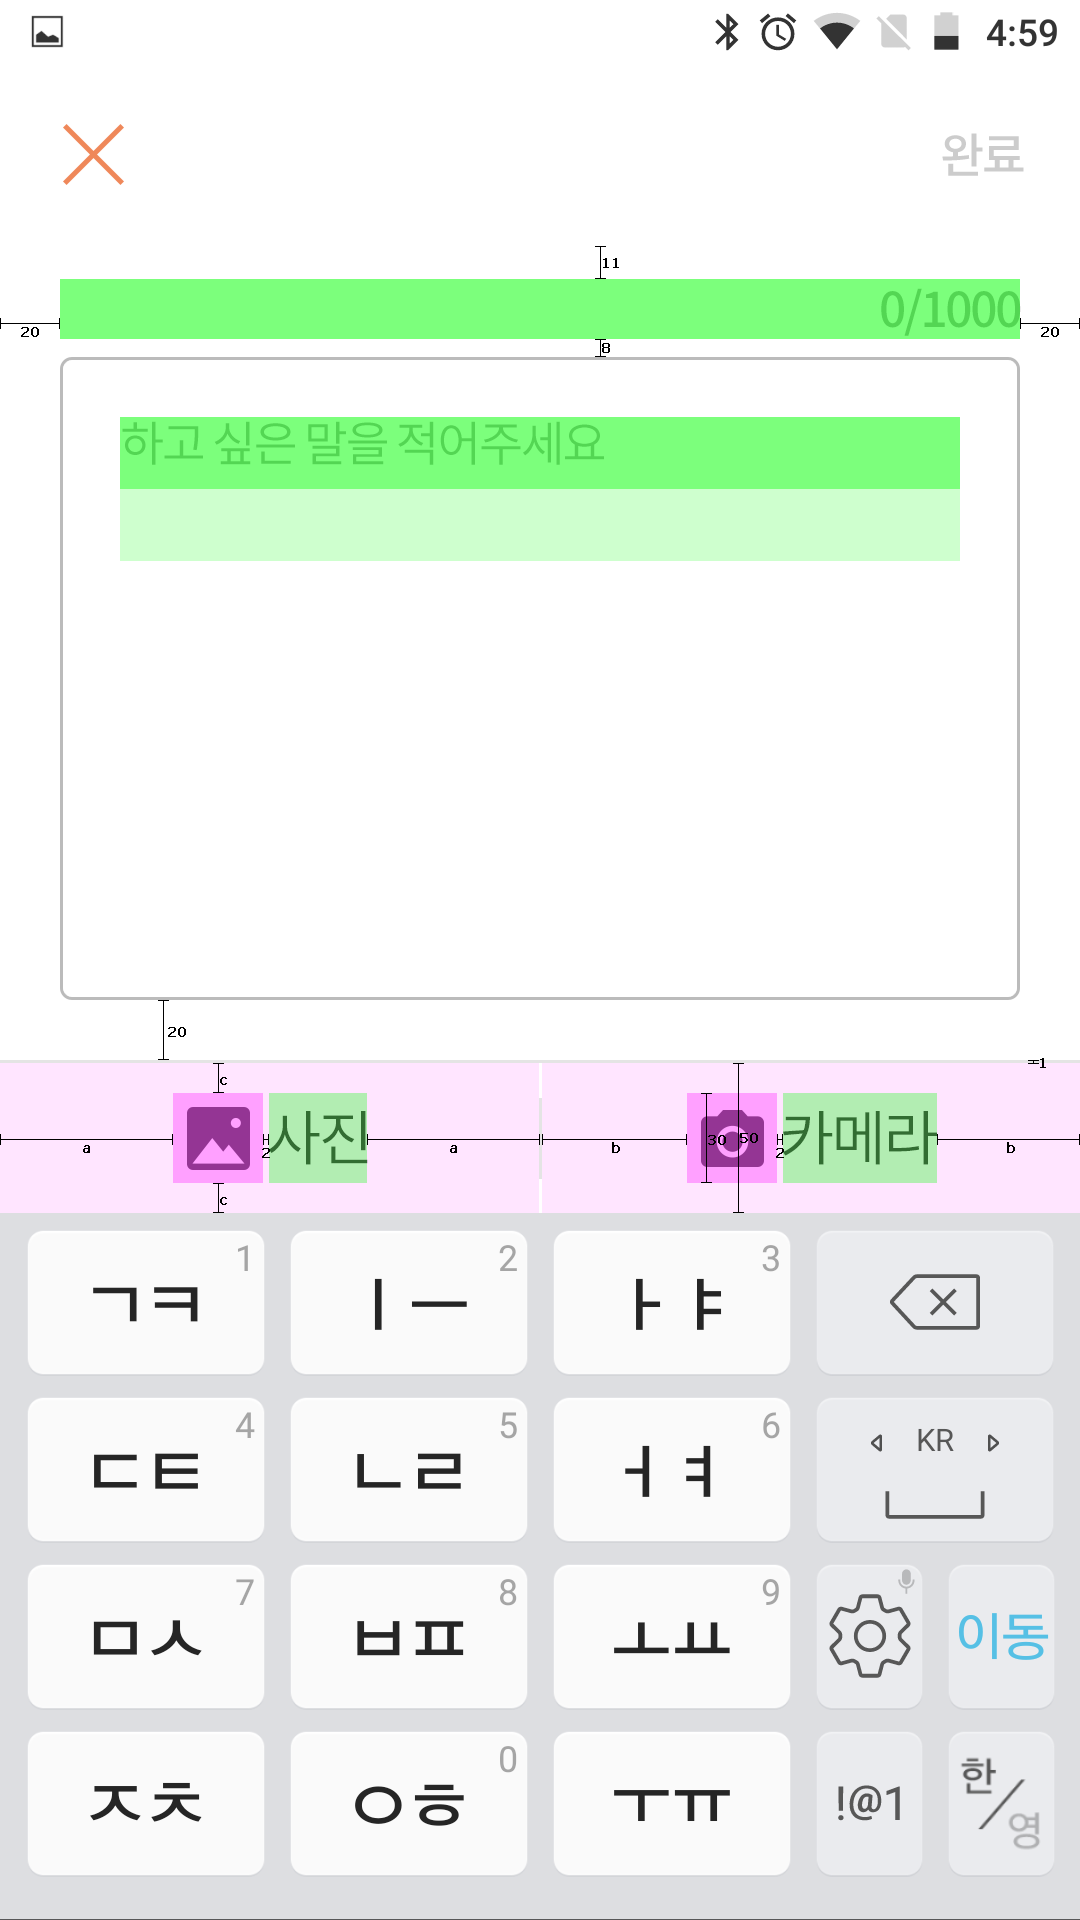 4:59
완료
11
0/1000
20 20
8
하고 싶은 말을 적어주세요
20
1
c
사진 카메라
a 2 a b 30 50 2 b
c
1 2 3
ㄱㅋ ㅣㅡ ㅏㅑ
4 5 6
ㄷㅌ ㄴㄹ ㅓㅕ KR
7 8 9
ㅁㅅ ㅂㅍ ㅗㅛ 이동
0
ㅈㅊ ㅇㅎ ㅜㅠ !@1 한/영